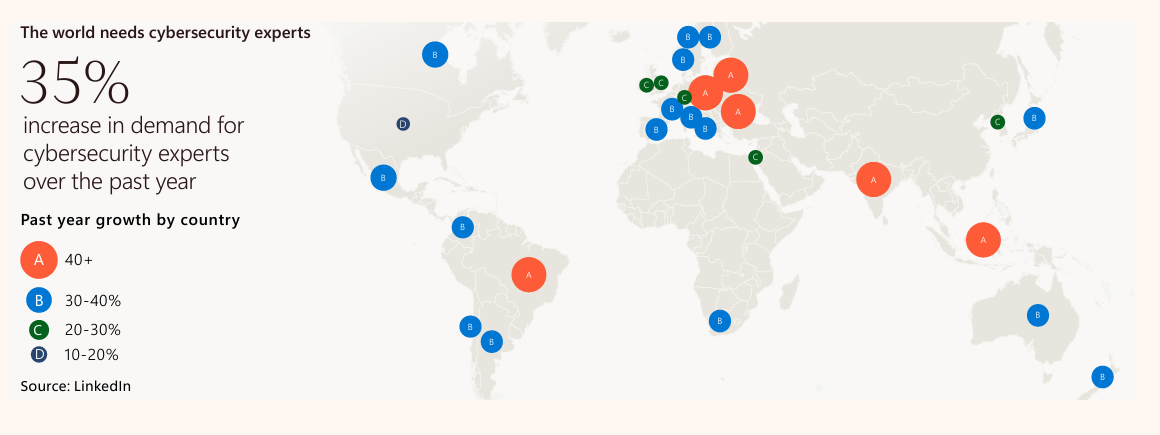 The world needs cybersecurity experts
35%
increase in demand for
cybersecurity experts
over the past year
Past year growth by country
A 40+
B 30-40%
C 20-30%
D 10-20%
Source: LinkedIn
B
B
B
B
A
C
C
A
C
B
A
B
B
B
C
B
D
C
B
A
B
A
A
B
B
B
B
B